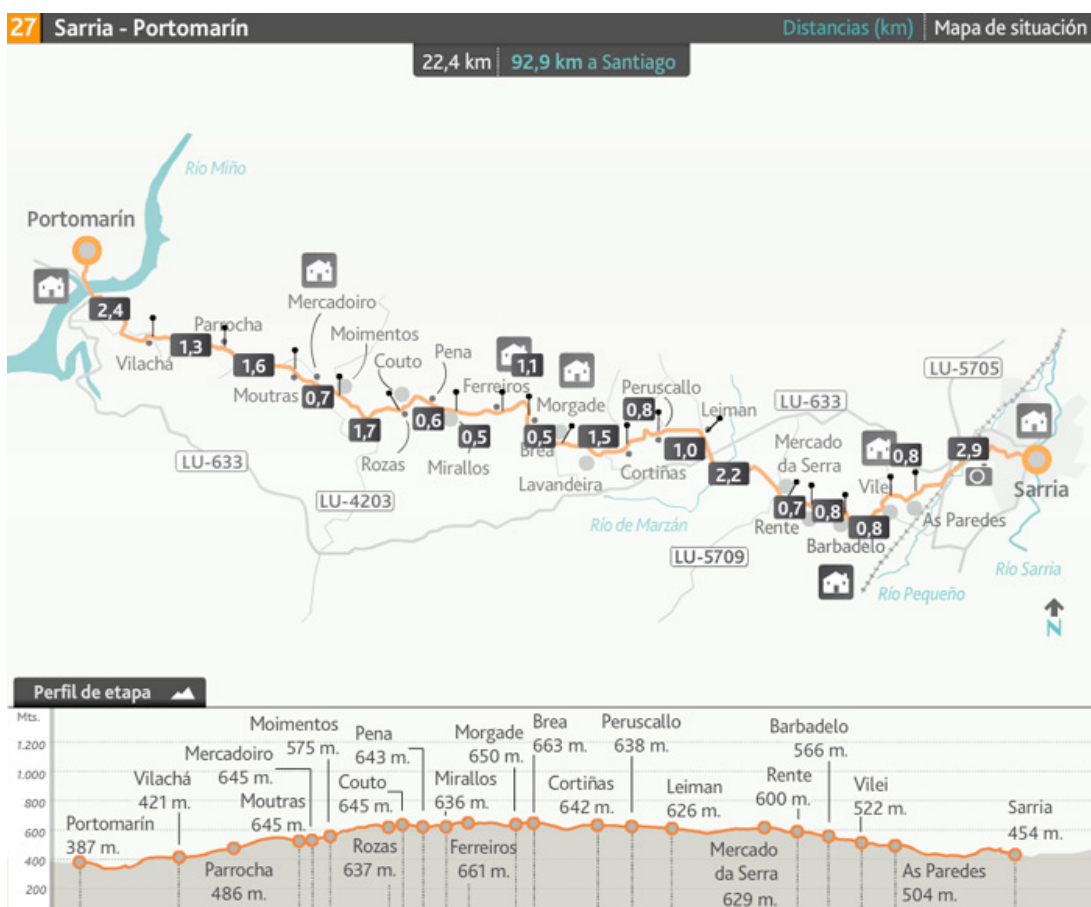 27 Sarria - Portomarín
Distancias (km) Mapa de situación
22,4 km 92,9 km a Santiago
Río Miño
Portomarín
2,4
Vilachá
1,3
Parrocha
1,6
Mercadoiro
Moutras
0,7
Moimentos
1,7
Couto
Rozas
Pena
0,6
Mirallos
0,5
Ferreiros
1,1
Morgade
Brea
0,5
Lavandeira
1,5
Cortiñas
0,8
Peruscallo
1,0
Leiman
2,2
LU-633
LU-633
LU-4203
Río de Marzán
LU-5709
Mercado
da Serra
0,7
Rente
0,8
Barbadelo
0,8
Vilei
0,8
As Paredes
2,9
LU-5705
Sarria
Río Sarria
Río Pequeño
N
Perfil de etapa
Mts.
1.200
1.000
800
600
400
200
Portomarín
387 m.
Vilachá
421 m.
Parrocha
486 m.
Moutras
645 m.
Mercadoiro
645 m.
Moimentos
575 m.
Rozas
637 m.
Couto
645 m.
Pena
643 m.
Mirallos
636 m.
Ferreiros
661 m.
Morgade
650 m.
Brea
663 m.
Cortiñas
642 m.
Peruscallo
638 m.
Leiman
626 m.
Mercado
da Serra
629 m.
Rente
600 m.
Barbadelo
566 m.
Vilei
522 m.
As Paredes
504 m.
Sarria
454 m.